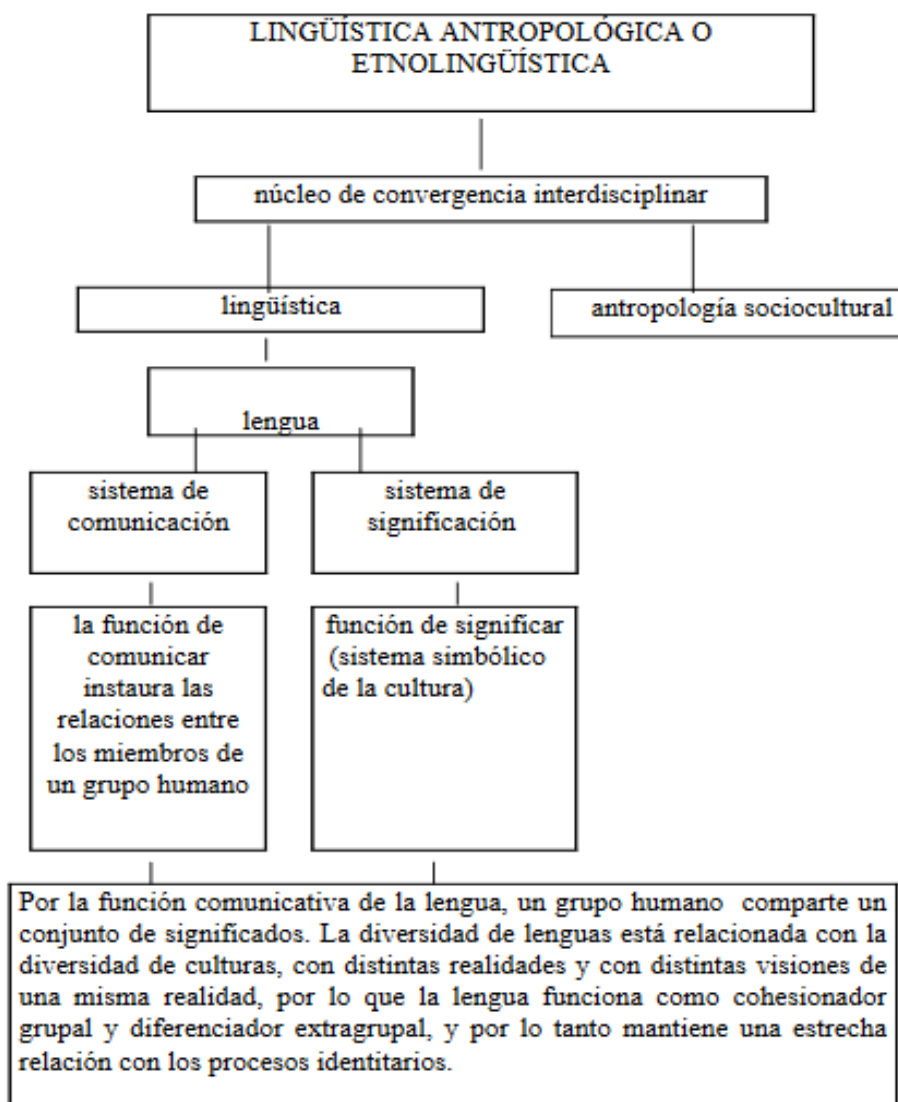 LINGÜÍSTICA ANTROPOLÓGICA O
ETNOLINGÜÍSTICA
núcleo de convergencia interdisciplinar
lingüística
antropología sociocultural
lengua
sistema de
comunicación
sistema de
significación
la función de
comunicar
instaura las
relaciones entre
los miembros de
un grupo humano
función de significar
(sistema simbólico
de la cultura)
Por la función comunicativa de la lengua, un grupo humano comparte un
conjunto de significados. La diversidad de lenguas está relacionada con la
diversidad de culturas, con distintas realidades y con distintas visiones de
una misma realidad, por lo que la lengua funciona como cohesionador
grupal y diferenciador extragrupal, y por lo tanto mantiene una estrecha
relación con los procesos identitarios.